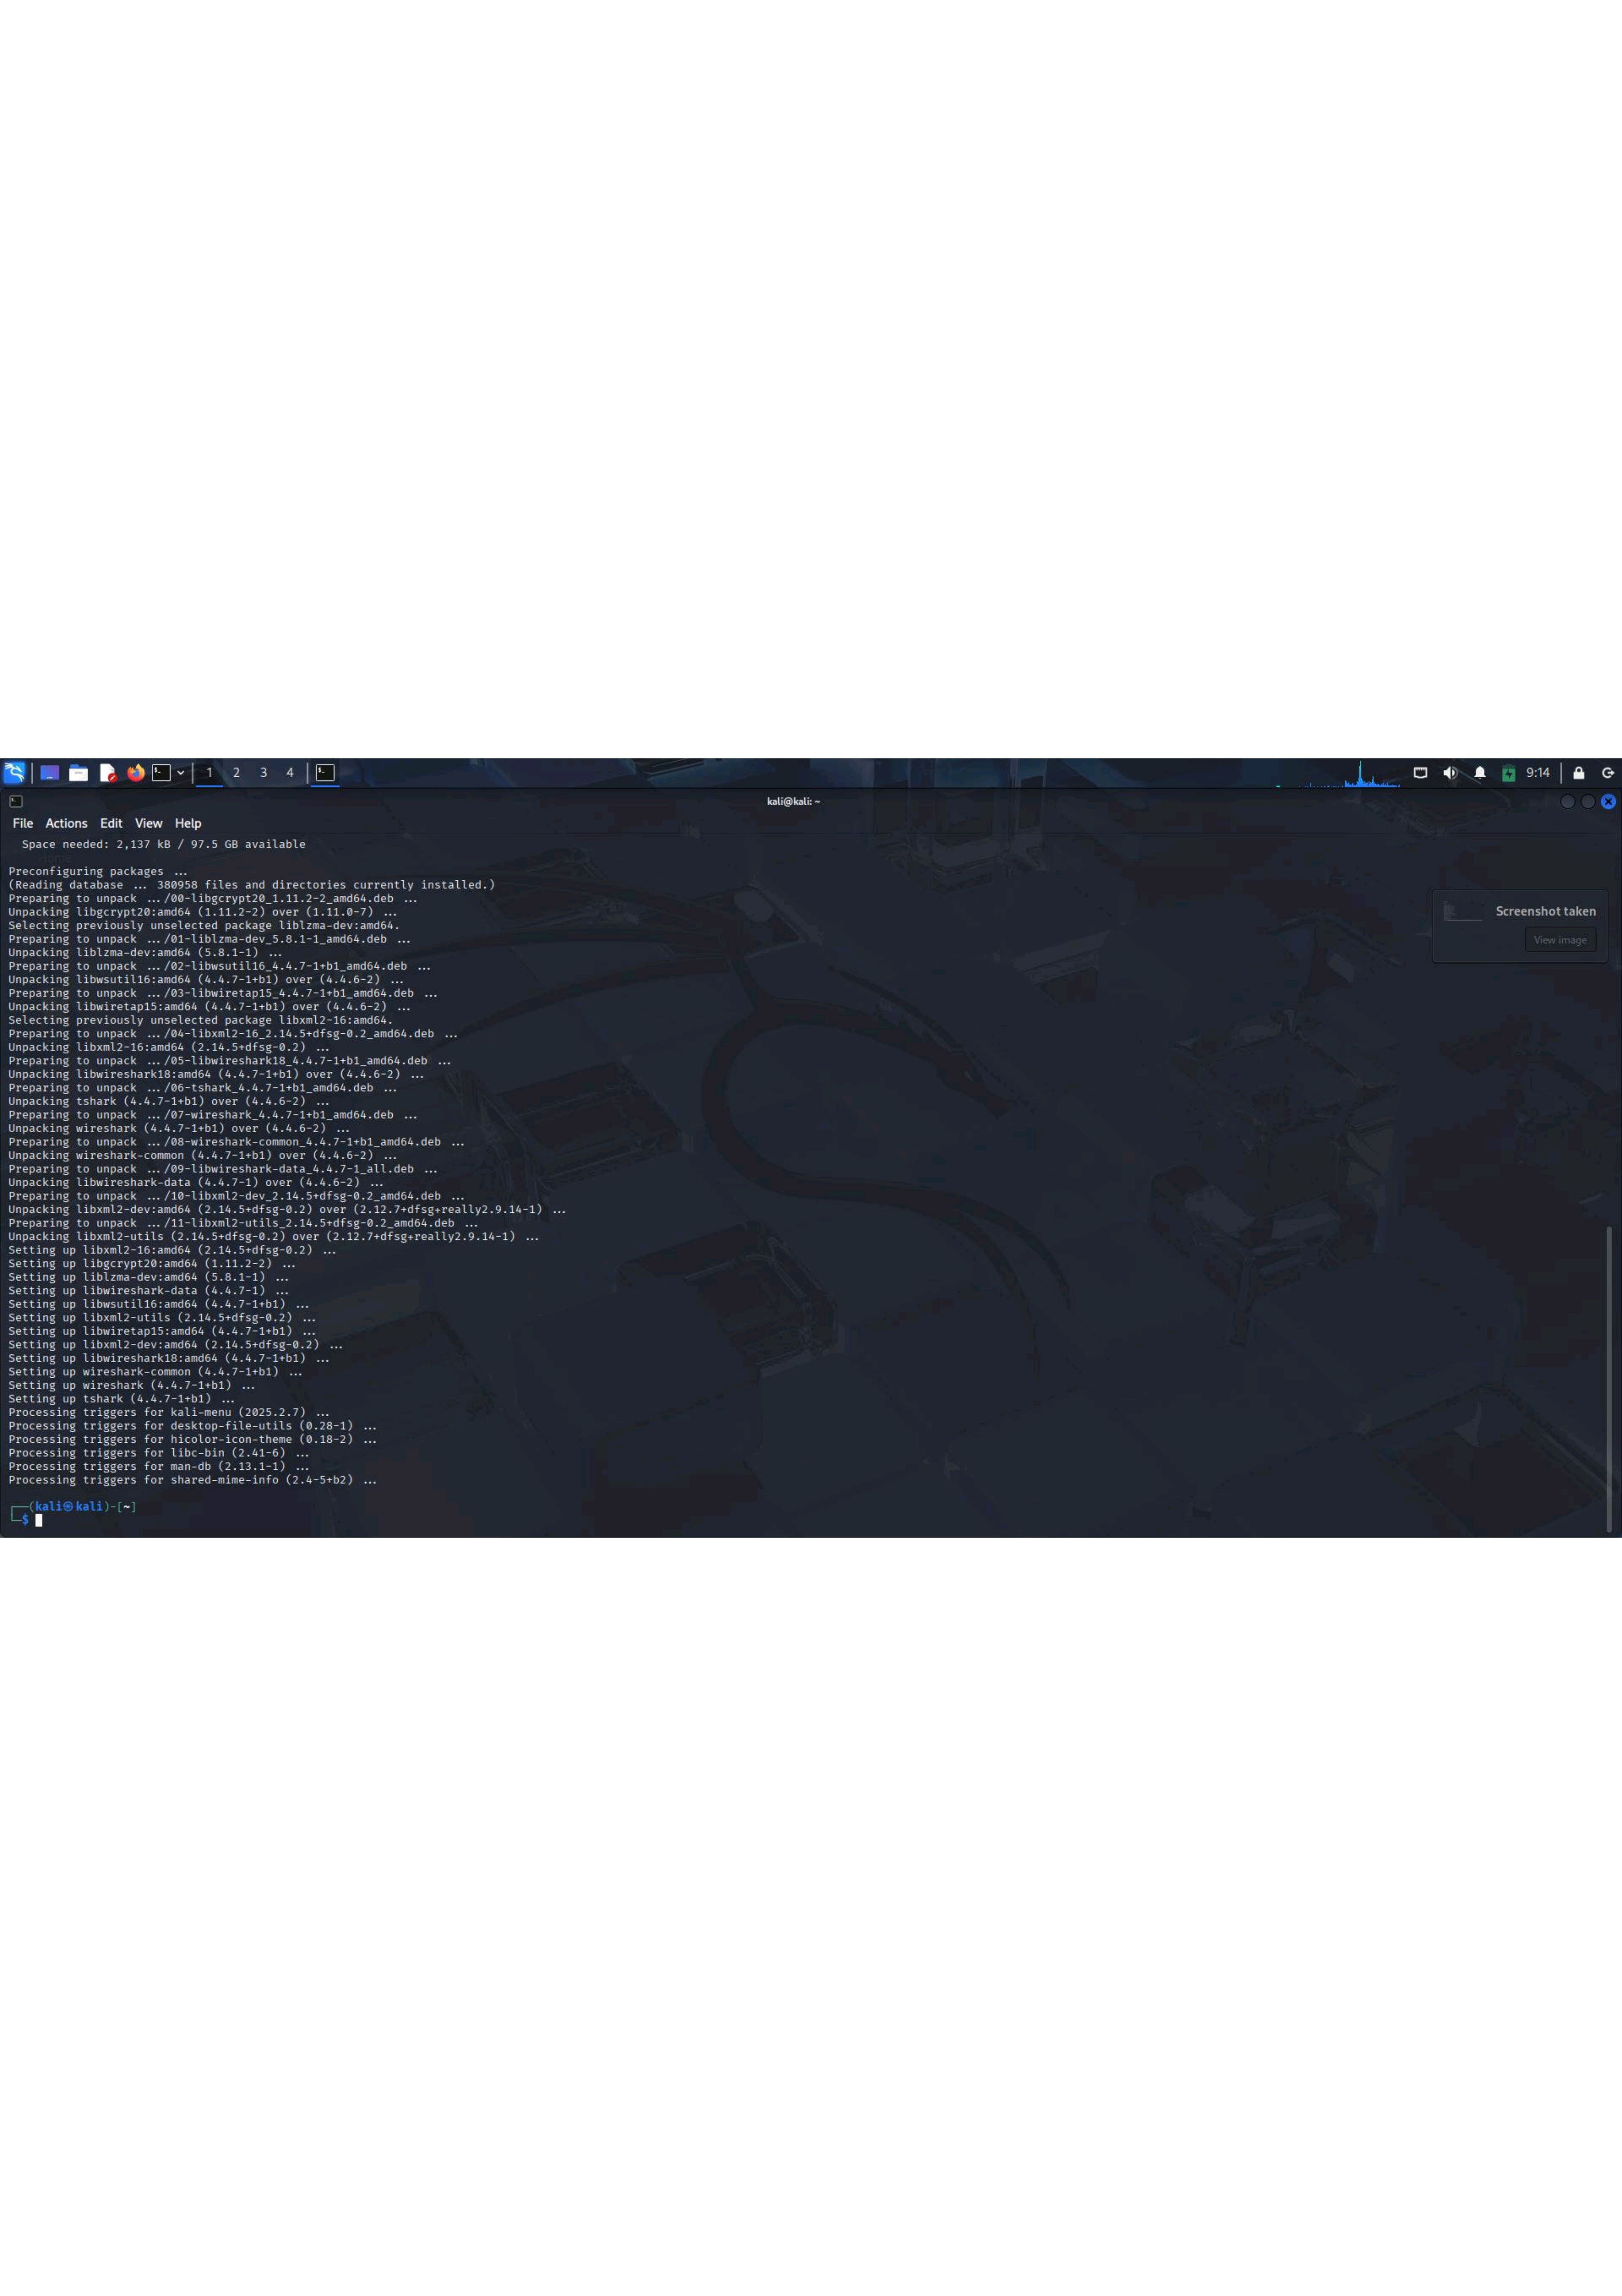 1 2 3 4
9:14
kali@kali: ~
File Actions Edit View Help
Space needed: 2,137 kB / 97.5 GB available
Preconfiguring packages ...
(Reading database ... 380958 files and directories currently installed.)
Preparing to unpack .../00-libgcrypt20_1.11.2-2_amd64.deb ...
Unpacking libgcrypt20:amd64 (1.11.2-2) over (1.11.0-7) ...
Selecting previously unselected package liblzma-dev:amd64.
Preparing to unpack .../01-liblzma-dev_5.8.1-1_amd64.deb ...
Unpacking liblzma-dev:amd64 (5.8.1-1) ...
Preparing to unpack .../02-libwsutil16_4.4.7-1+b1_amd64.deb ...
Unpacking libwsutil16:amd64 (4.4.7-1+b1) over (4.4.6-2) ...
Preparing to unpack .../03-libwiretap15_4.4.7-1+b1_amd64.deb ...
Unpacking libwiretap15:amd64 (4.4.7-1+b1) over (4.4.6-2) ...
Selecting previously unselected package libxml2-16:amd64.
Preparing to unpack .../04-libxml2-16_2.14.5+dfsg-0.2_amd64.deb ...
Unpacking libxml2-16:amd64 (2.14.5+dfsg-0.2) ...
Preparing to unpack .../05-libwireshark18_4.4.7-1+b1_amd64.deb ...
Unpacking libwireshark18:amd64 (4.4.7-1+b1) over (4.4.6-2) ...
Preparing to unpack .../06-tshark_4.4.7-1+b1_amd64.deb ...
Unpacking tshark (4.4.7-1+b1) over (4.4.6-2) ...
Preparing to unpack .../07-wireshark_4.4.7-1+b1_amd64.deb ...
Unpacking wireshark (4.4.7-1+b1) over (4.4.6-2) ...
Preparing to unpack .../08-wireshark-common_4.4.7-1+b1_amd64.deb ...
Unpacking wireshark-common (4.4.7-1+b1) over (4.4.6-2) ...
Preparing to unpack .../09-libwireshark-data_4.4.7-1_all.deb ...
Unpacking libwireshark-data (4.4.7-1) over (4.4.6-2) ...
Preparing to unpack .../10-libxml2-dev_2.14.5+dfsg-0.2_amd64.deb ...
Unpacking libxml2-dev:amd64 (2.14.5+dfsg-0.2) over (2.12.7+dfsg+really2.9.14-1) ...
Preparing to unpack .../11-libxml2-utils_2.14.5+dfsg-0.2_amd64.deb ...
Unpacking libxml2-utils (2.14.5+dfsg-0.2) over (2.12.7+dfsg+really2.9.14-1) ...
Setting up libxml2-16:amd64 (2.14.5+dfsg-0.2) ...
Setting up libgcrypt20:amd64 (1.11.2-2) ...
Setting up liblzma-dev:amd64 (5.8.1-1) ...
Setting up libwireshark-data (4.4.7-1) ...
Setting up libwsutil16:amd64 (4.4.7-1+b1) ...
Setting up libxml2-utils (2.14.5+dfsg-0.2) ...
Setting up libwiretap15:amd64 (4.4.7-1+b1) ...
Setting up libxml2-dev:amd64 (2.14.5+dfsg-0.2) ...
Setting up libwireshark18:amd64 (4.4.7-1+b1) ...
Setting up wireshark-common (4.4.7-1+b1) ...
Setting up wireshark (4.4.7-1+b1) ...
Setting up tshark (4.4.7-1+b1) ...
Processing triggers for kali-menu (2025.2.7) ...
Processing triggers for desktop-file-utils (0.28-1) ...
Processing triggers for hicolor-icon-theme (0.18-2) ...
Processing triggers for libc-bin (2.41-6) ...
Processing triggers for man-db (2.13.1-1) ...
Processing triggers for shared-mime-info (2.4-5+b2) ...
┌──(kali㉿kali)-[~]
└─$
Screenshot taken
View image